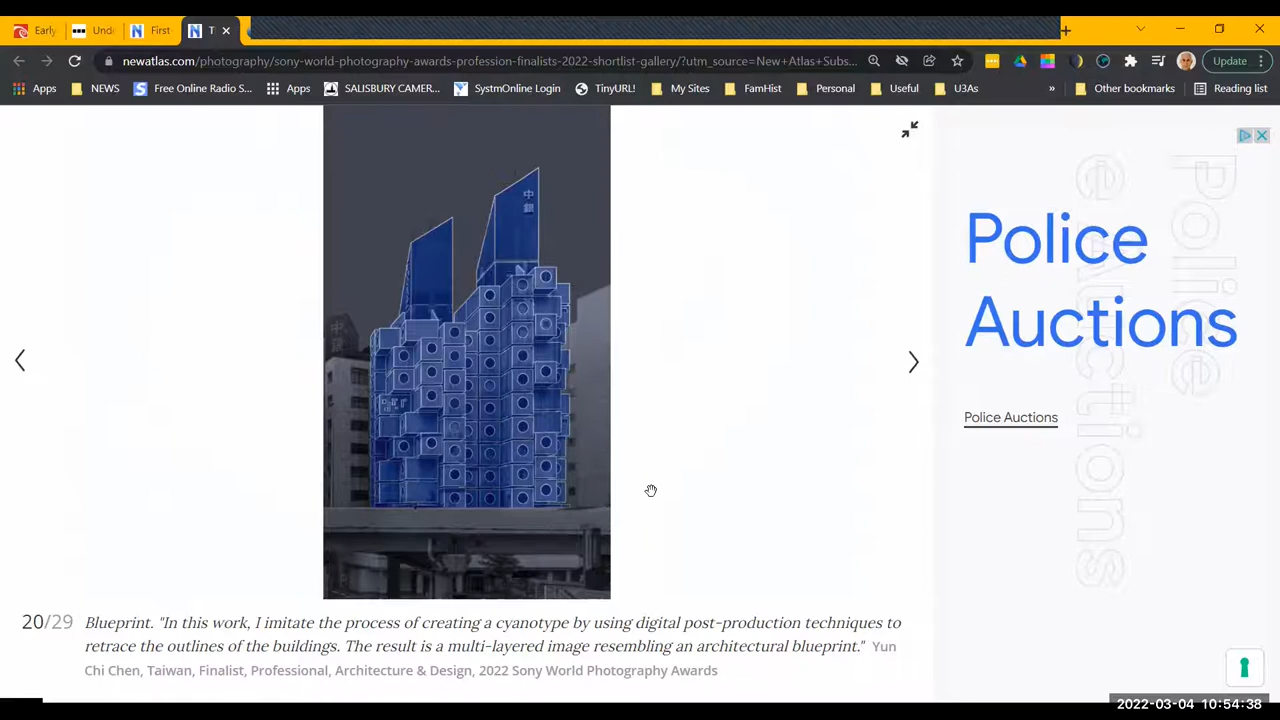 Early
Unde
First
T
newatlas.com/photography/sony-world-photography-awards-profession-finalists-2022-shortlist-gallery/?utm_source=New+Atlas+Subs...
Update
Apps
NEWS
Free Online Radio S...
Apps
SALISBURY CAMER...
SystmOnline Login
TinyURL!
My Sites
FamHist
Personal
Useful
U3As
»
Other bookmarks
Reading list
中銀
Police
Auctions
Police Auctions
Police
e Auctions
20/29
Blueprint. "In this work, I imitate the process of creating a cyanotype by using digital post-production techniques to
retrace the outlines of the buildings. The result is a multi-layered image resembling an architectural blueprint." Yun
Chi Chen, Taiwan, Finalist, Professional, Architecture & Design, 2022 Sony World Photography Awards
2022-03-04 10:54:38